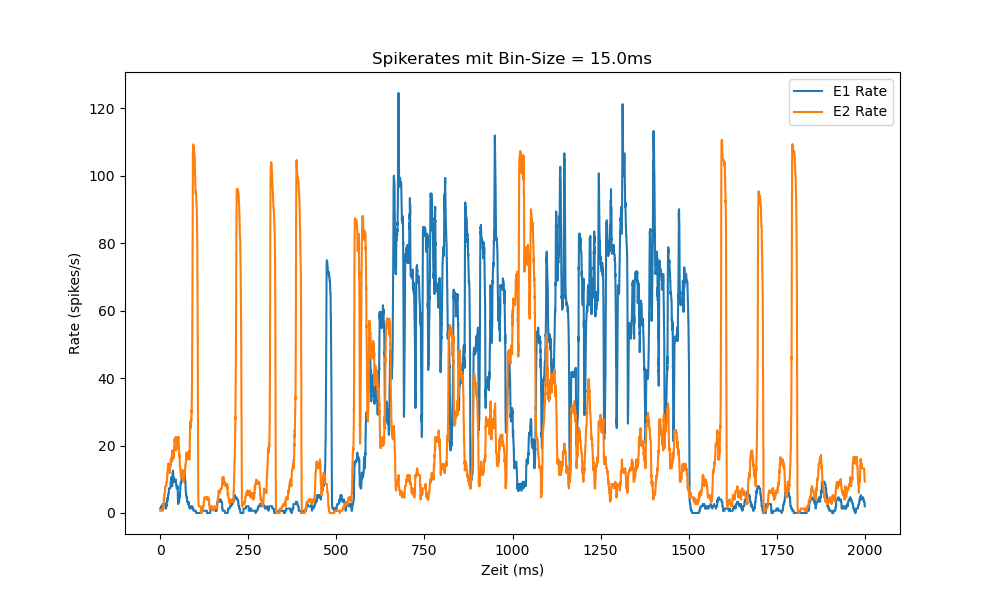 Spikerates mit Bin-Size = 15.0ms
E1 Rate
E2 Rate
120
100
80
60
40
20
0
Rate (spikes/s)
0 250 500 750 1000 1250 1500 1750 2000
Zeit (ms)